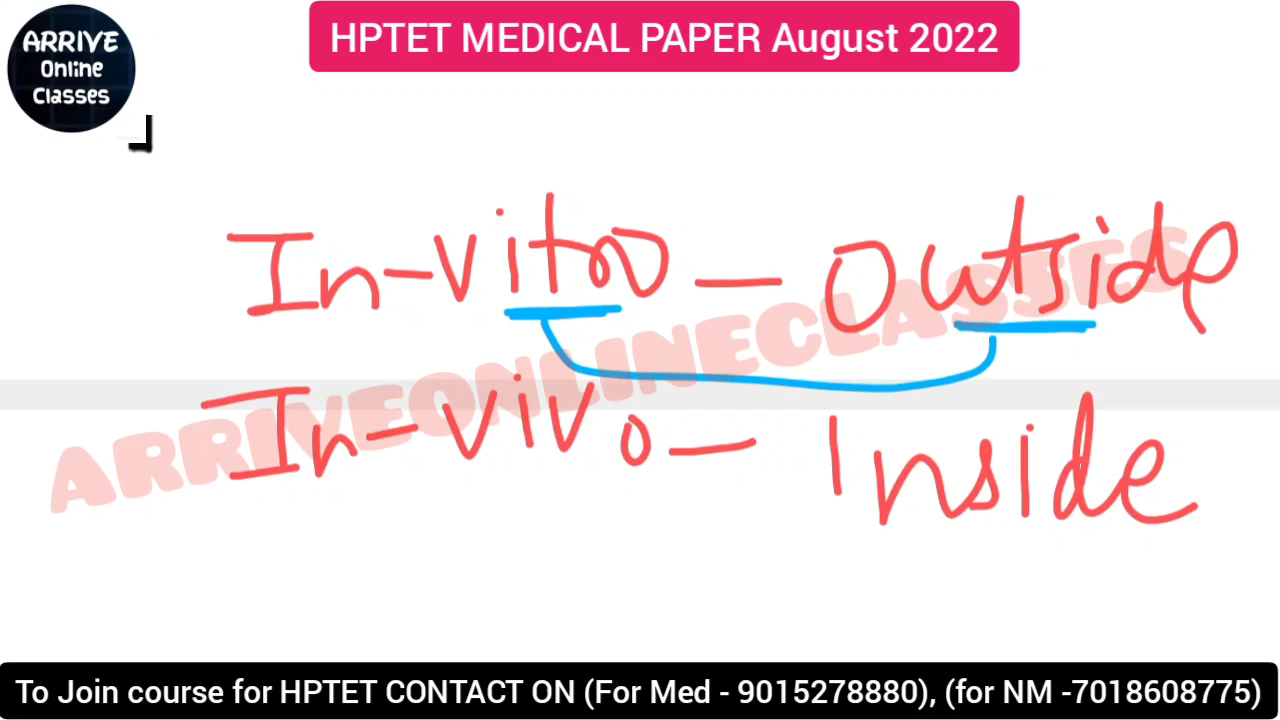 HPTET MEDICAL PAPER August 2022
ARRIVE
Online
Classes
In-vitro - Outside
In-vivo - Inside
ARRIVEONLINECLASSES
To Join course for HPTET CONTACT ON (For Med - 9015278880), (for NM -7018608775)